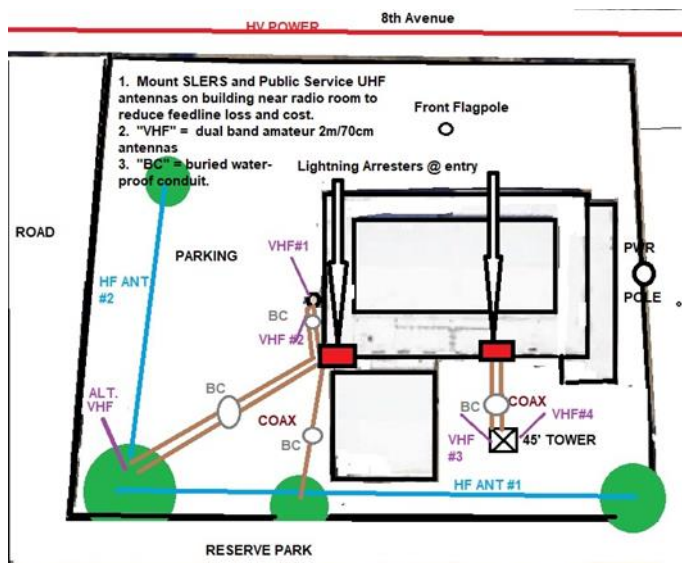 8th Avenue
HV POWER
1. Mount SLERS and Public Service UHF
antennas on building near radio room to
reduce feedline loss and cost.
2. "VHF" = dual band amateur 2m/70cm
antennas
3. "BC" = buried water-
proof conduit.
Front Flagpole
Lightning Arresters @ entry
ROAD
PARKING
VHF#1
PWR
POLE
HF ANT
#2
BC
VHF #2
ALT.
VHF
BC
COAX
BC
BC
COAX
VHF
#3
VHF#4
45' TOWER
HF ANT #1
RESERVE PARK